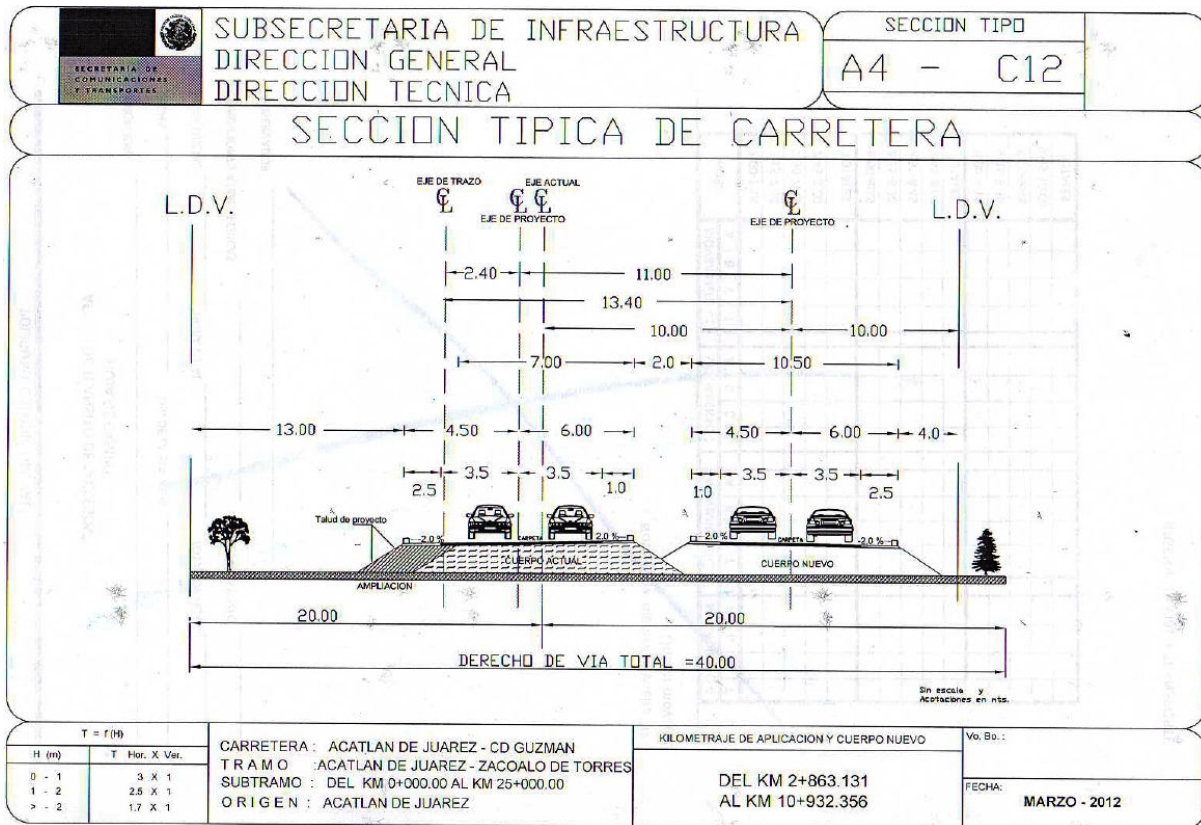 SECRETARIA DE
COMUNICACIONES
Y TRANSPORTES
SUBSECRETARIA DE INFRAESTRUCTURA
DIRECCION GENERAL
DIRECCION TECNICA
SECCION TIPO
A4 - C12
SECCION TIPICA DE CARRETERA
EJE DE TRAZO
EJE ACTUAL
L.D.V.
EJE DE PROYECTO
EJE DE PROYECTO
L.D.V.
2.40
11.00
13.40
10.00
10.00
7.00
2.0
10.50
13.00
4.50
6.00
4.50
6.00
4.0
2.5
3.5
3.5
1.0
1.0
3.5
3.5
2.5
Talud de proyecto
-2.0 %
CARPETA
2.0 %
-2.0 %
CARPETA
-2.0 %
CUERPO ACTUAL
CUERPO NUEVO
AMPLIACION
20.00
20.00
DERECHO DE VIA TOTAL =40.00
Sin escala y
Acotaciones en mts.
T = f (H)
H (m) T Hor. X Ver.
0 - 1 3 X 1
1 - 2 2.5 X 1
> - 2 1.7 X 1
CARRETERA : ACATLAN DE JUAREZ - CD GUZMAN
TRAMO :ACATLAN DE JUAREZ - ZACOALO DE TORRES
SUBTRAMO : DEL KM 0+000.00 AL KM 25+000.00
ORIGEN : ACATLAN DE JUAREZ
KILOMETRAJE DE APLICACION Y CUERPO NUEVO
DEL KM 2+863.131
AL KM 10+932.356
Vo. Bo. :
FECHA:
MARZO - 2012